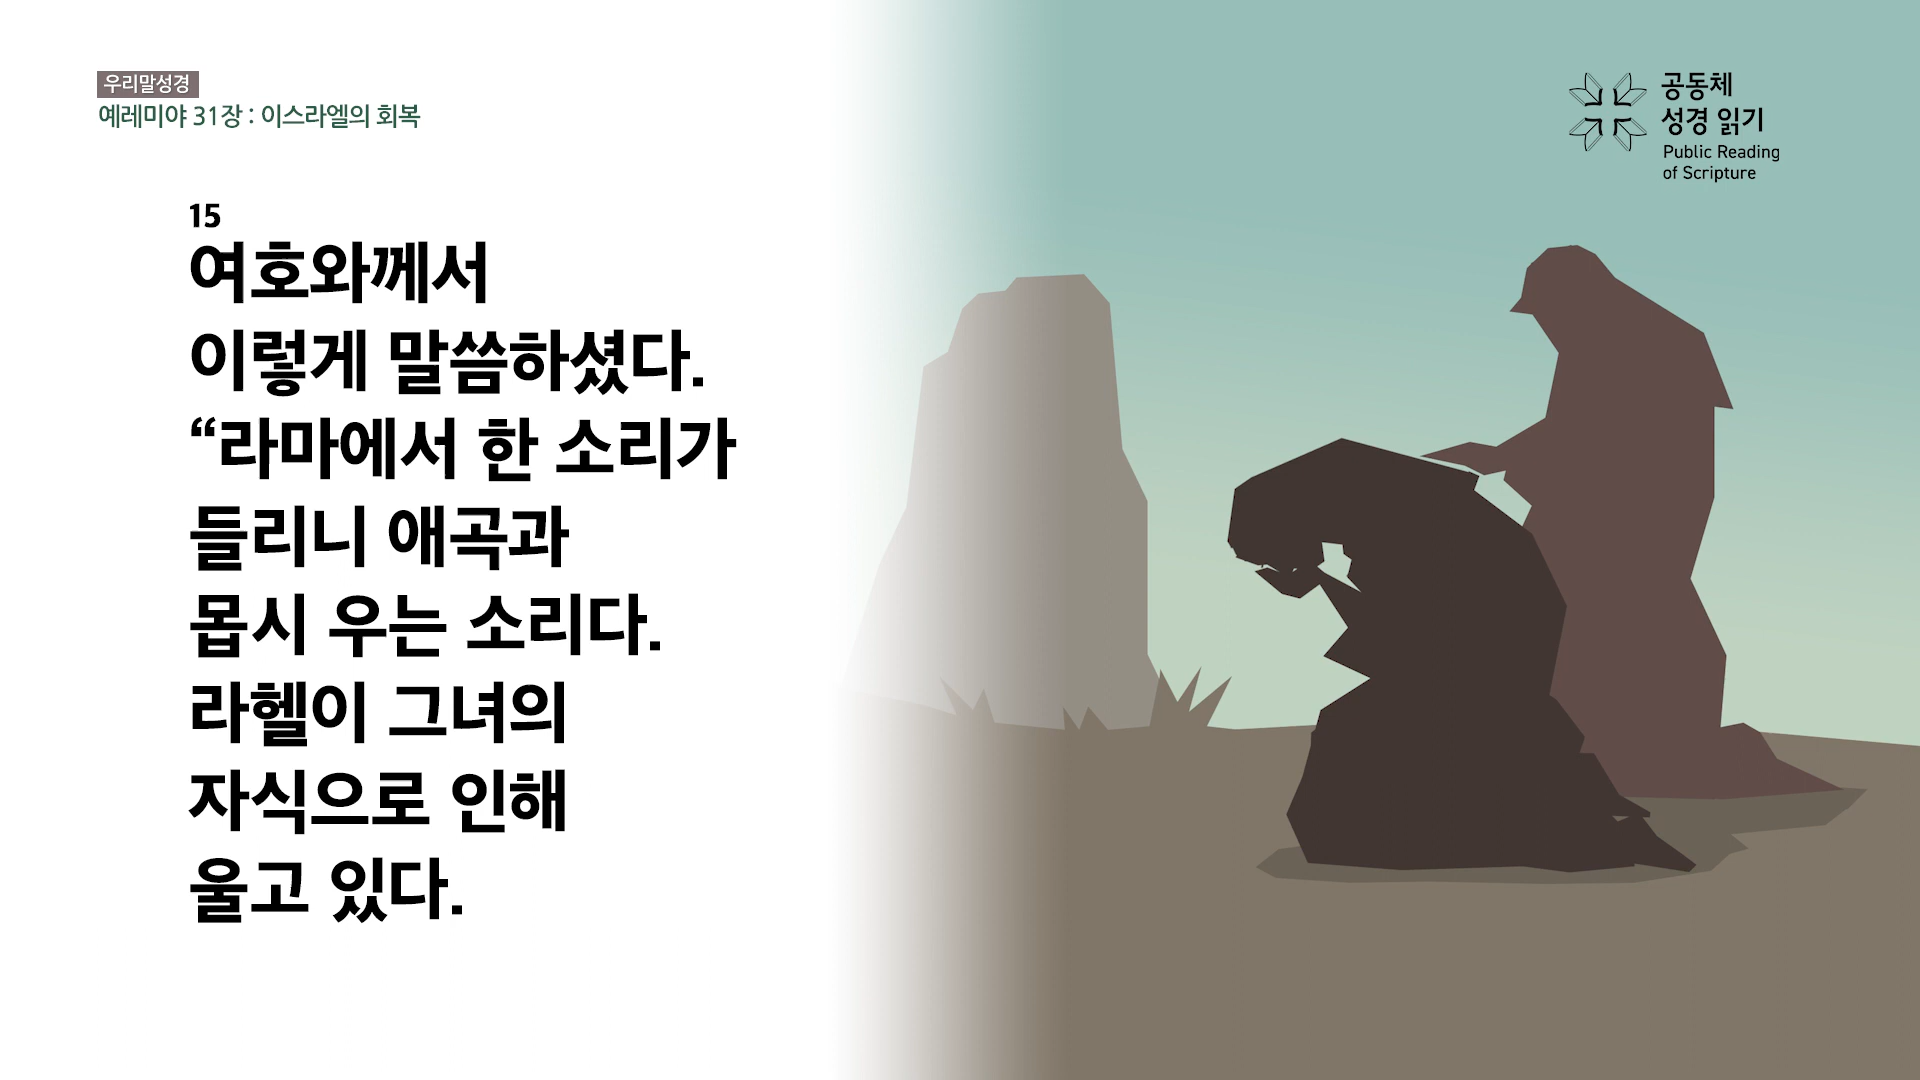 우리말성경
예레미야 31장 : 이스라엘의 회복
공동체
성경 읽기
Public Reading
of Scripture
15
여호와께서
이렇게 말씀하셨다.
“라마에서 한 소리가
들리니 애곡과
몹시 우는 소리다.
라헬이 그녀의
자식으로 인해
울고 있다.